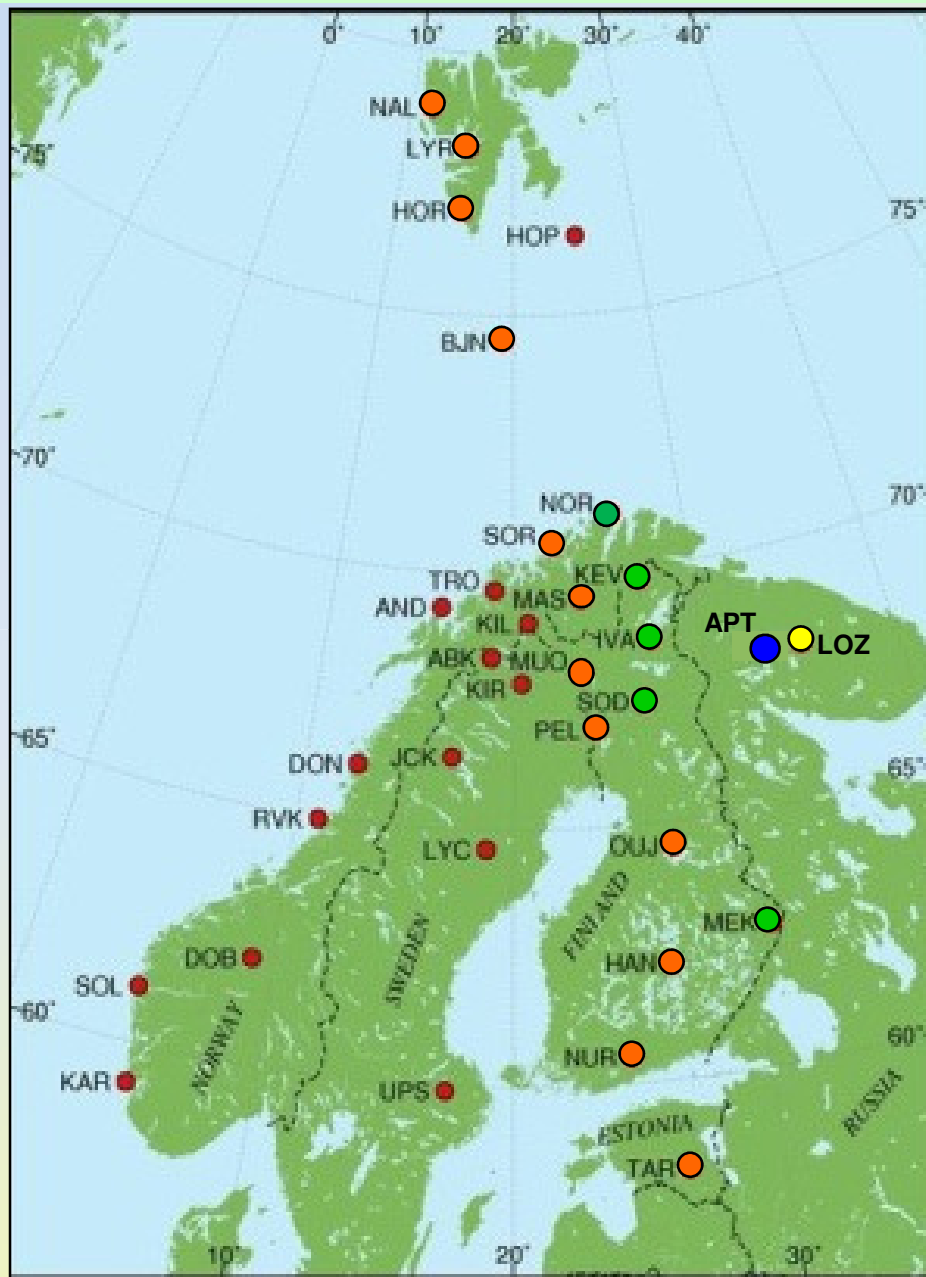 0° 10° 20° 30° 40°
NAL
75°
LYR
HOR
75°
HOP
BJN
70°
70°
NOR
SOR
KEV
TRO
MAS
AND
APT
KIL
IVA
LOZ
ABK
MUO
KIR
SOD
PEL
65°
JCK
DON
65°
RVK
OUJ
LYC
FINLAND
MEK
SWEDEN
DOB
HAN
SOL
60°
60°
NORWAY
NUR
KAR
UPS
RUSSIA
ESTONIA
TAR
10° 20° 30°